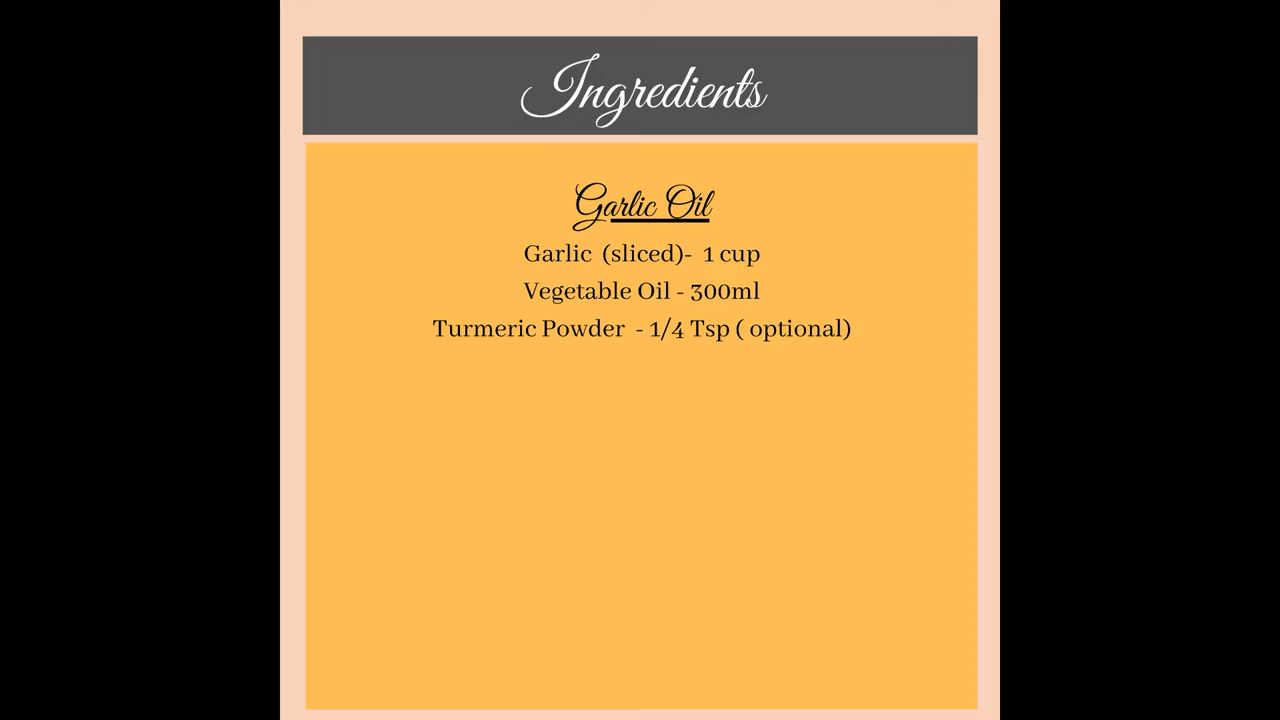 Ingredients
Garlic Oil
Garlic (sliced)- 1 cup
Vegetable Oil - 300ml
Turmeric Powder - 1/4 Tsp ( optional)